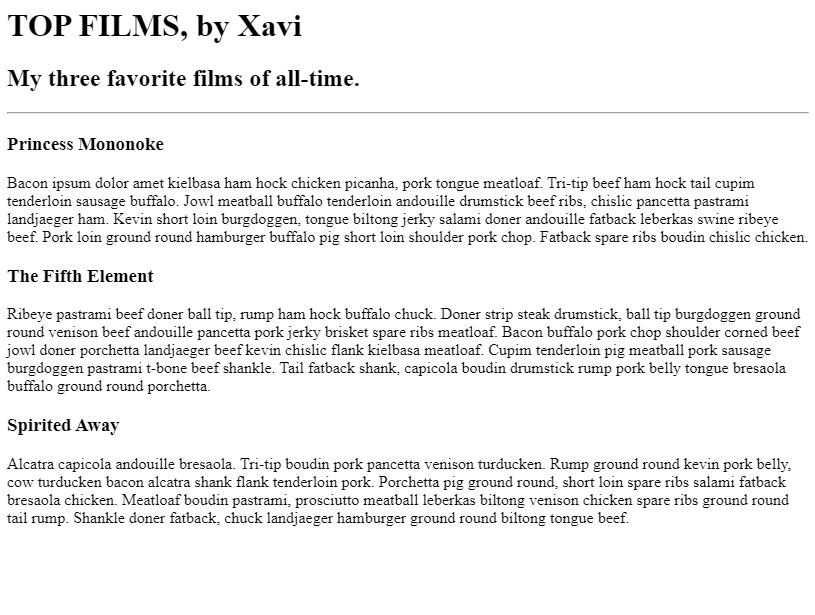 TOP FILMS, by Xavi
My three favorite films of all-time.
Princess Mononoke
Bacon ipsum dolor amet kielbasa ham hock chicken picanha, pork tongue meatloaf. Tri-tip beef ham hock tail cupim
tenderloin sausage buffalo. Jowl meatball buffalo tenderloin andouille drumstick beef ribs, chislic pancetta pastrami
landjaeger ham. Kevin short loin burgdoggen, tongue biltong jerky salami doner andouille fatback leberkas swine ribeye
beef. Pork loin ground round hamburger buffalo pig short loin shoulder pork chop. Fatback spare ribs boudin chislic chicken.
The Fifth Element
Ribeye pastrami beef doner ball tip, rump ham hock buffalo chuck. Doner strip steak drumstick, ball tip burgdoggen ground
round venison beef andouille pancetta pork jerky brisket spare ribs meatloaf. Bacon buffalo pork chop shoulder corned beef
jowl doner porchetta landjaeger beef kevin chislic flank kielbasa meatloaf. Cupim tenderloin pig meatball pork sausage
burgdoggen pastrami t-bone beef shankle. Tail fatback shank, capicola boudin drumstick rump pork belly tongue bresaola
buffalo ground round porchetta.
Spirited Away
Alcatra capicola andouille bresaola. Tri-tip boudin pork pancetta venison turducken. Rump ground round kevin pork belly,
cow turducken bacon alcatra shank flank tenderloin pork. Porchetta pig ground round, short loin spare ribs salami fatback
bresaola chicken. Meatloaf boudin pastrami, prosciutto meatball leberkas biltong venison chicken spare ribs ground round
tail rump. Shankle doner fatback, chuck landjaeger hamburger ground round biltong tongue beef.